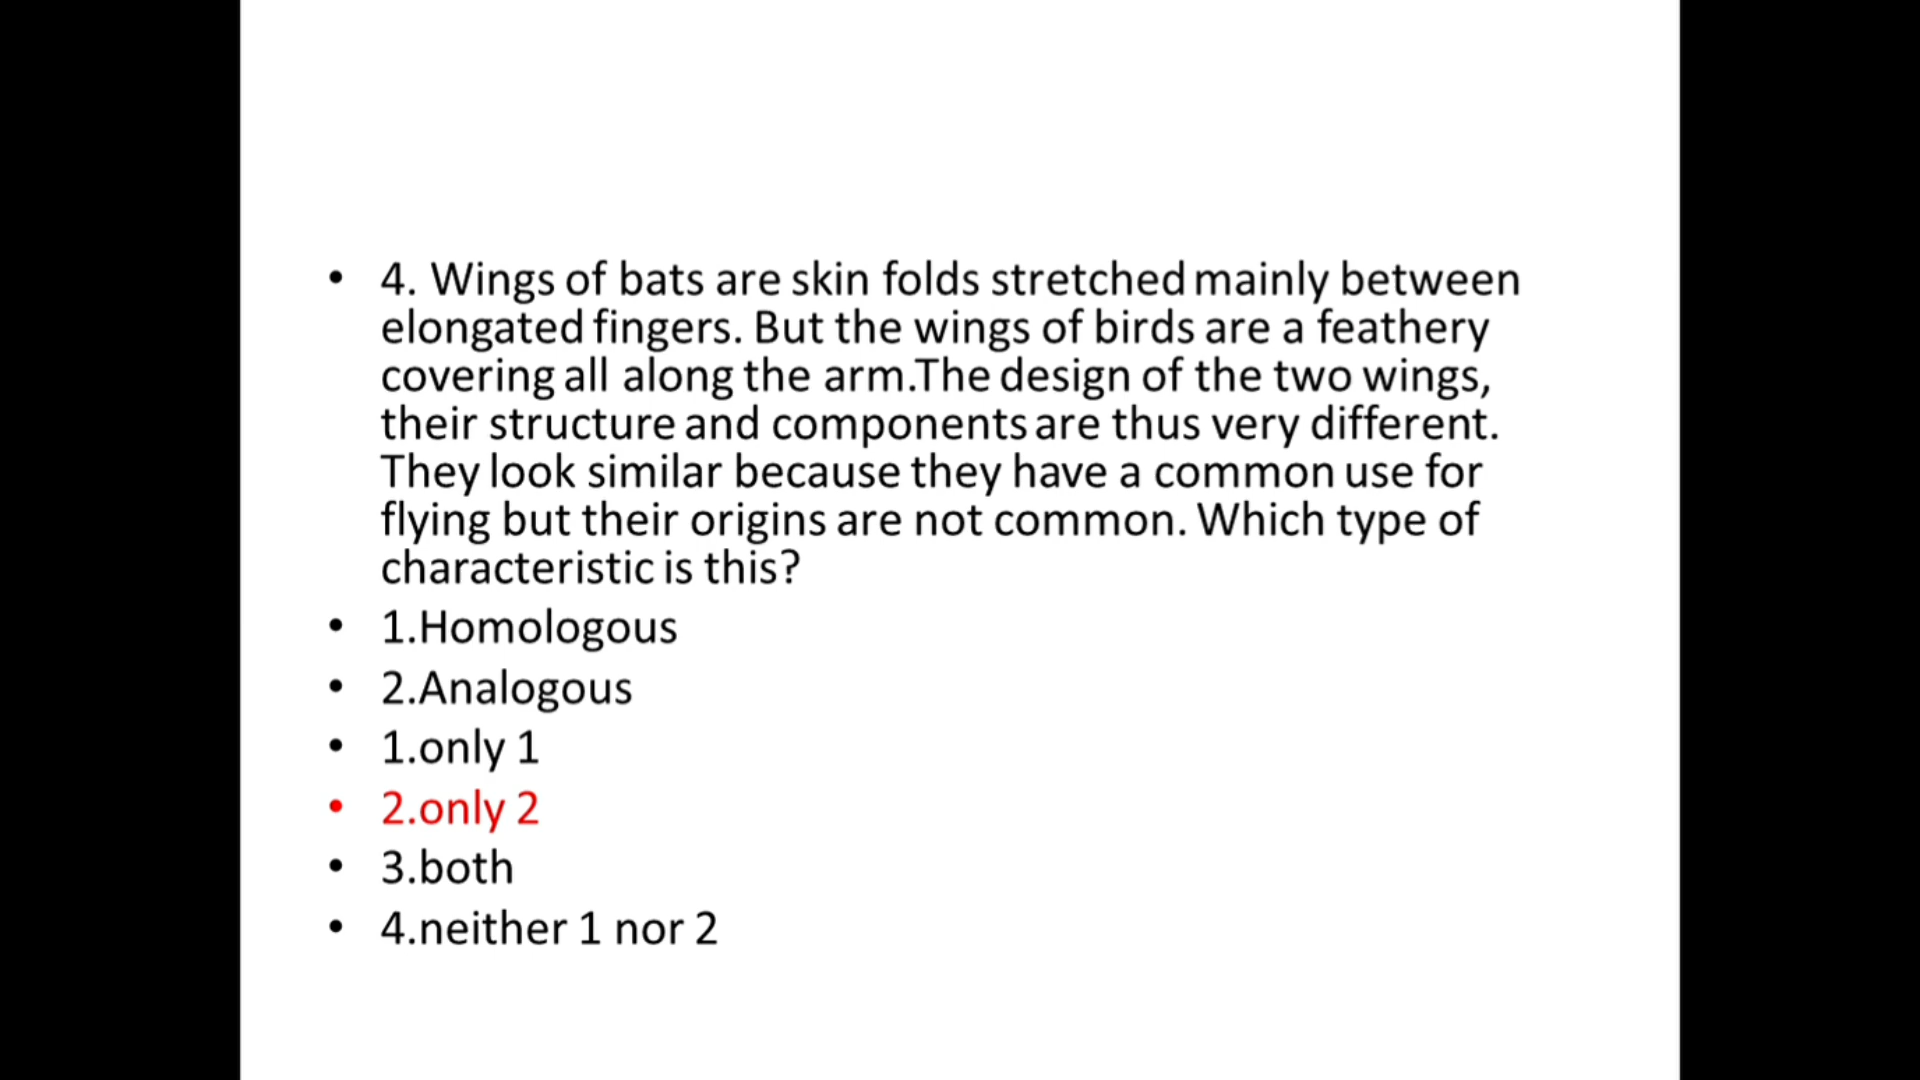 • 4. Wings of bats are skin folds stretched mainly between
elongated fingers. But the wings of birds are a feathery
covering all along the arm.The design of the two wings,
their structure and components are thus very different.
They look similar because they have a common use for
flying but their origins are not common. Which type of
characteristic is this?
• 1.Homologous
• 2.Analogous
• 1.only 1
• 2.only 2
• 3.both
• 4.neither 1 nor 2